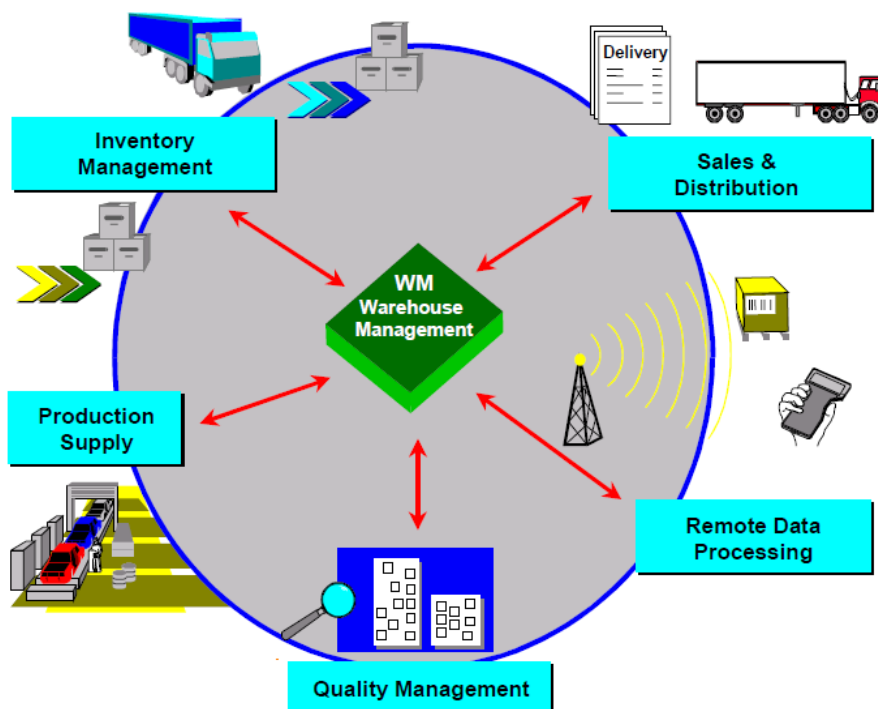 Delivery
Inventory
Management
Sales &
Distribution
WM
Warehouse
Management
Production
Supply
Remote Data
Processing
Quality Management